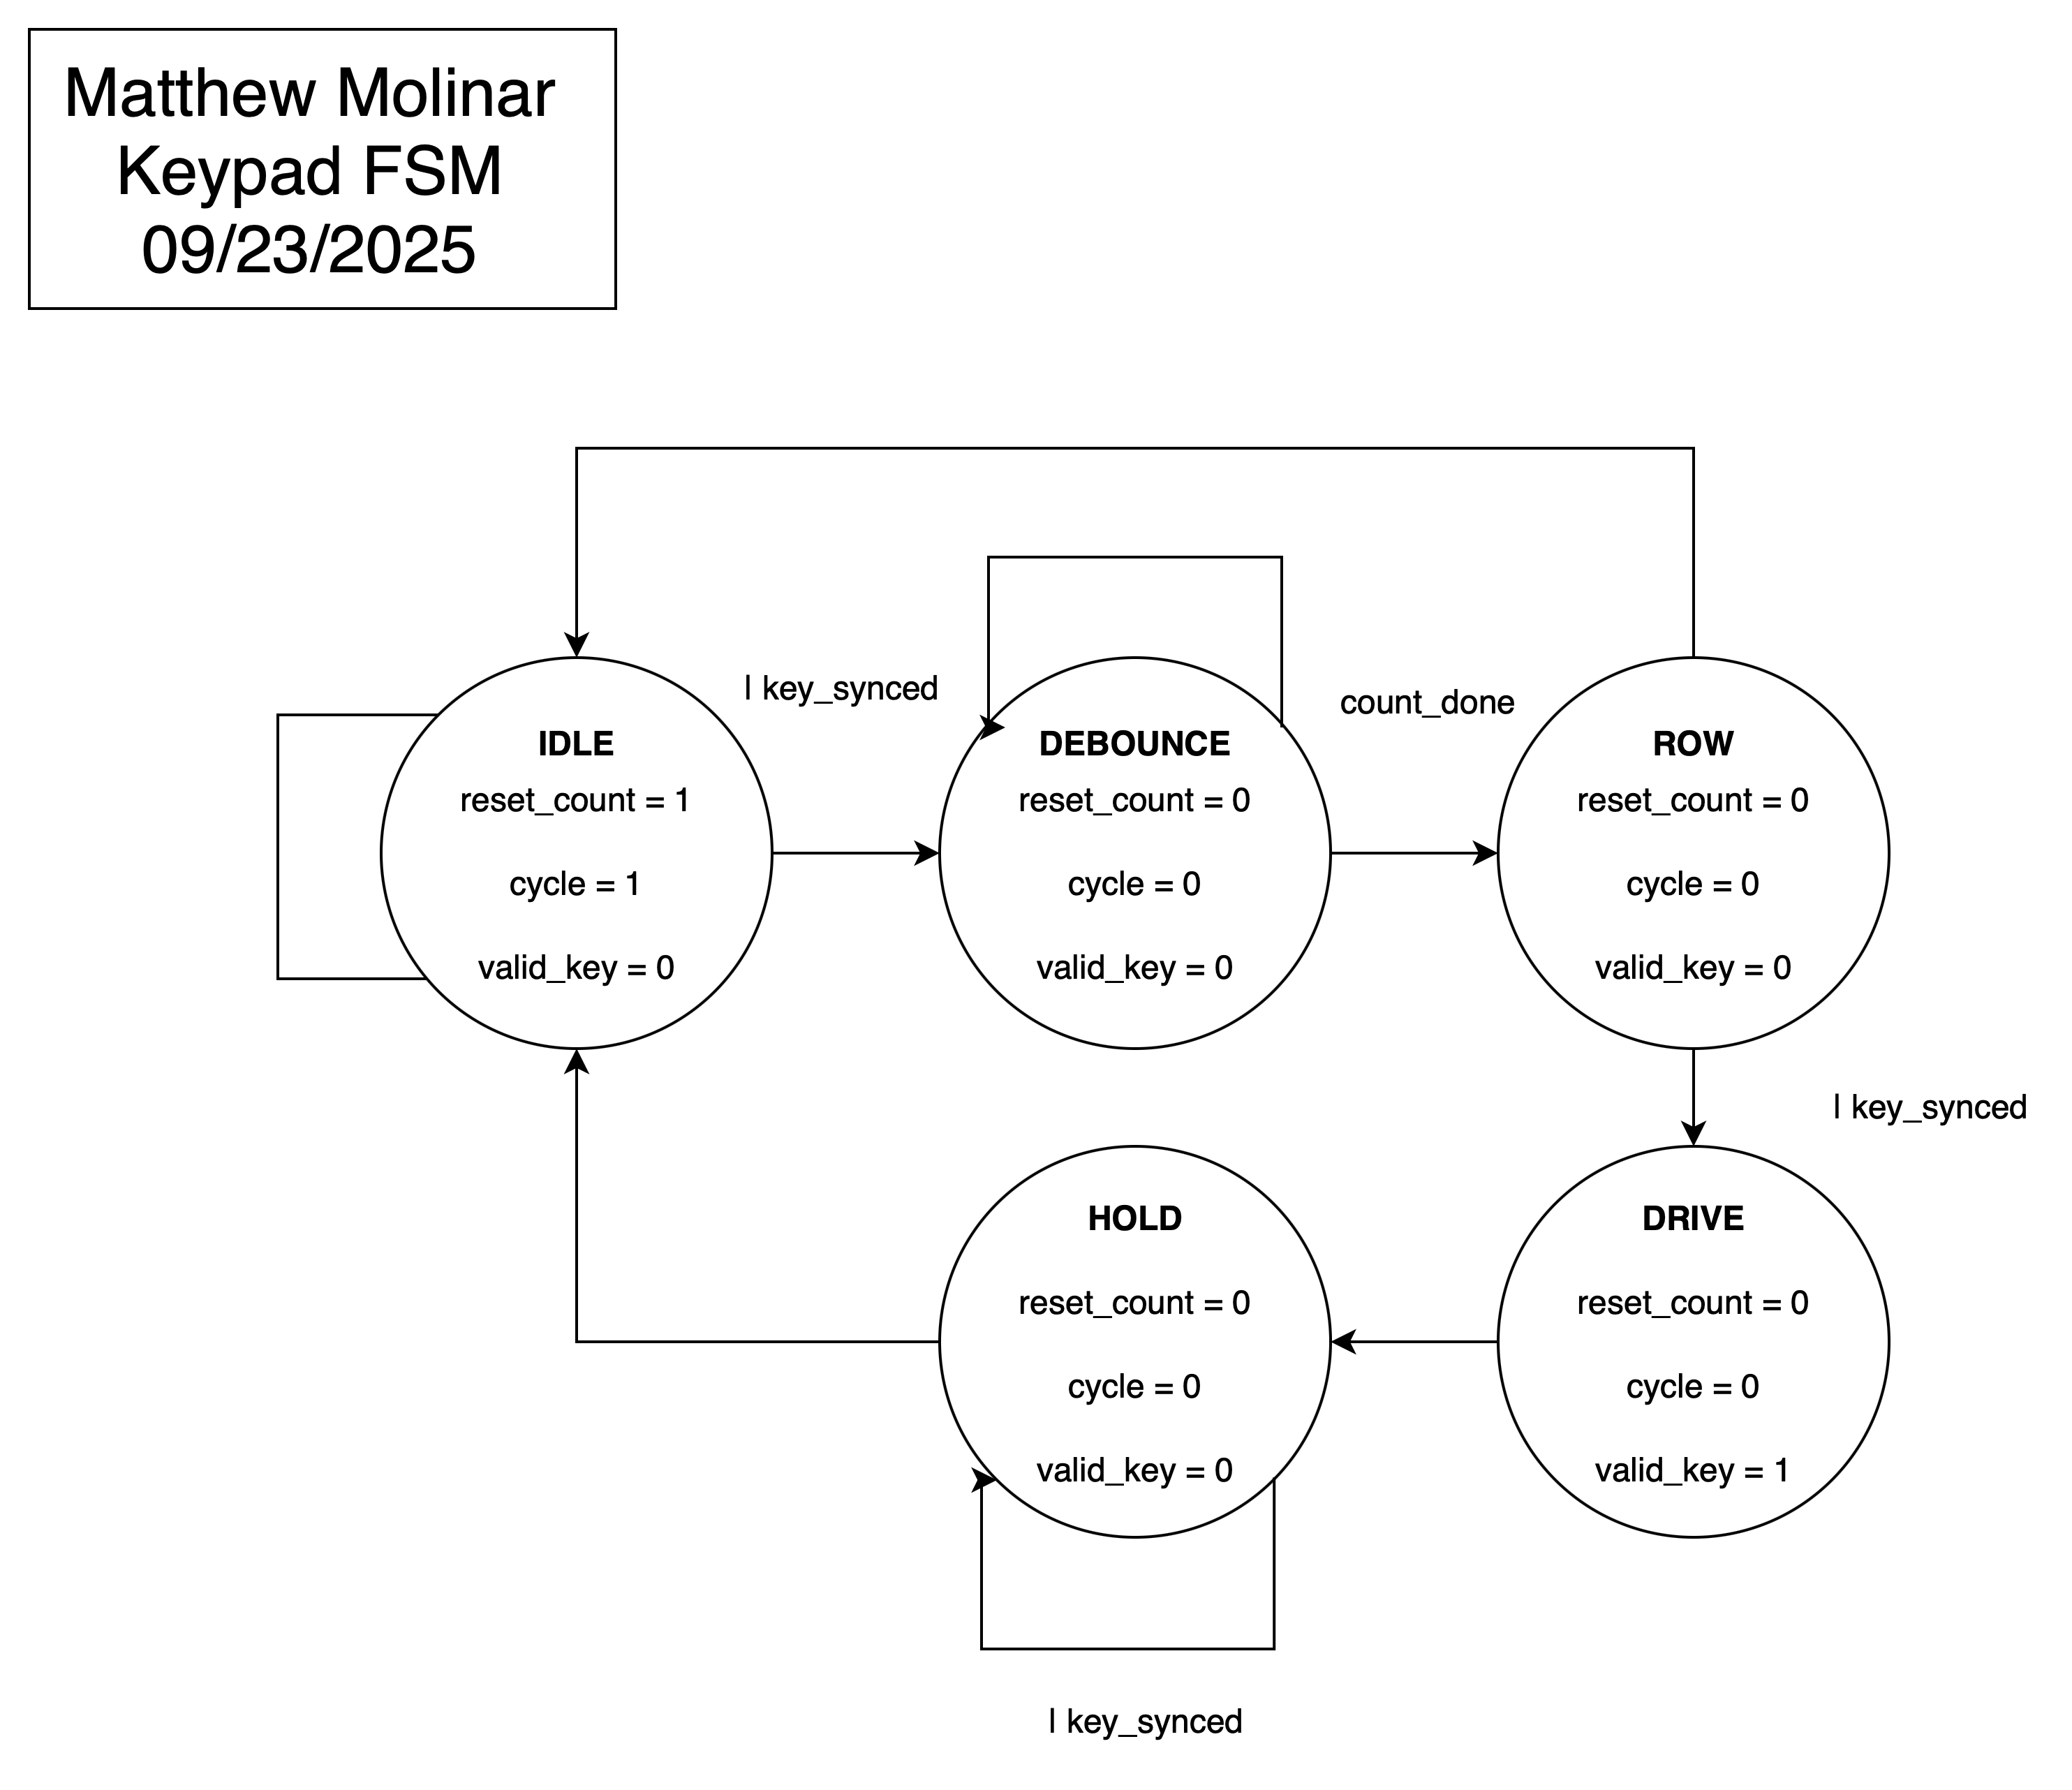 Matthew Molinar
Keypad FSM
09/23/2025
| key_synced
count_done
IDLE
reset_count = 1
cycle = 1
valid_key = 0
DEBOUNCE
reset_count = 0
cycle = 0
valid_key = 0
ROW
reset_count = 0
cycle = 0
valid_key = 0
| key_synced
HOLD
reset_count = 0
cycle = 0
valid_key = 0
DRIVE
reset_count = 0
cycle = 0
valid_key = 1
| key_synced